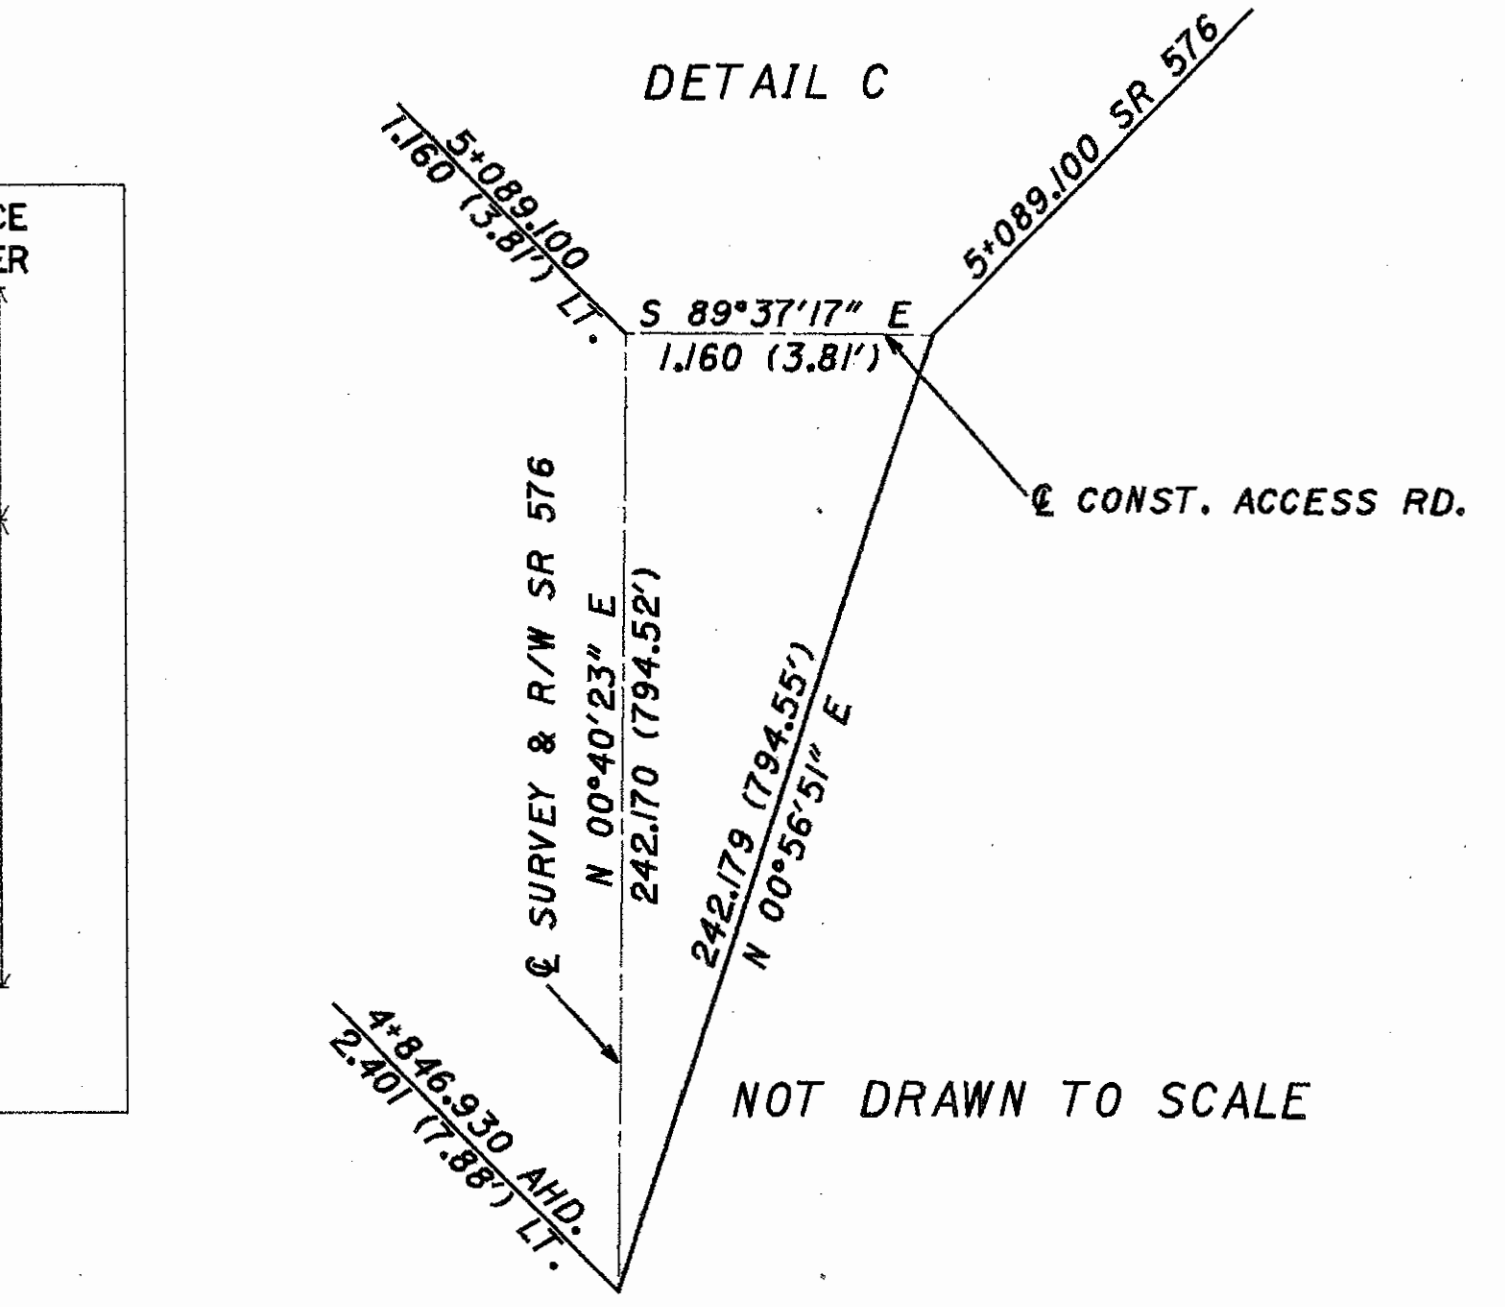 DETAIL C
CE
ER
5+089.100
1.160 (3.81') LT.
5+089.100 SR 576
S 89°37'17" E
1.160 (3.81')
℄ CONST. ACCESS RD.
℄ SURVEY & R/W SR 576
N 00°40'23" E
242.170 (794.52')
242.179 (794.55')
N 00°56'51" E
4+846.930 AHD.
2.401 (7.88') LT.
NOT DRAWN TO SCALE